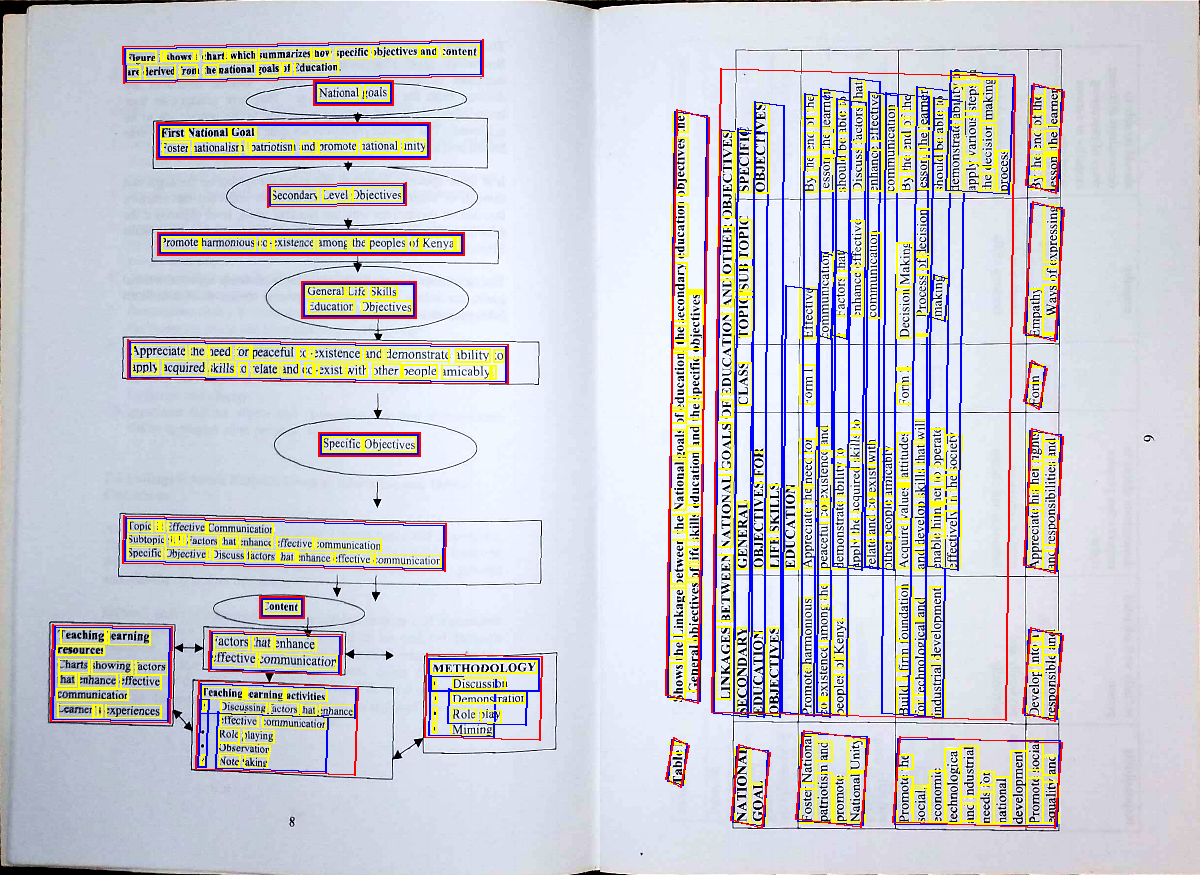 Figure 1 shows a chart which summarizes how specific objectives and content
are derived from the national goals of Education.
National goals
First National Goal
Foster nationalism patriotism and promote national unity
Secondary Level Objectives
Promote harmonious co-existence among the peoples of Kenya
General Life Skills
Education Objectives
Appreciate the need for peaceful co-existence and demonstrate ability to
apply acquired skills to relate and co-exist with other people amicably.
Specific Objectives
Topic Effective Communication
Subtopic Factors that enhance effective communication
Specific Objective Discuss factors that enhance effective communication
Content
Teaching/learning
resources
Charts showing factors
that enhance effective
communication
Learner's experiences
Factors that enhance
effective communication
Teaching/learning activities
Discussing factors that enhance
effective communication
• Role playing
• Observation
Note taking
METHODOLOGY
• Discussion
• Demonstration
• Role play
• Miming
8
Table
Shows the Linkage between the National goals of education the secondary education objectives the
General objectives of life skills education and the specific objectives
LINKAGES BETWEEN NATIONAL GOALS OF EDUCATION AND OTHER OBJECTIVES
NATIONAL
GOAL
SECONDARY
EDUCATION
OBJECTIVES
GENERAL
OBJECTIVES FOR
LIFE SKILLS
EDUCATION
CLASS
TOPIC/SUB TOPIC
SPECIFIC
OBJECTIVES
Foster National
patriotism and
promote
National Unity
Promote harmonious
co-existence among the
peoples of Kenya
Appreciate the need for
peaceful co-existence and
demonstrate ability to
apply the acquired skills to
relate and co-exist with
other people amicably
Form 1
Effective
communication
Factors that
enhance effective
communication
By the end of the
lesson, the learner
should be able to
Discuss factors that
enhance effective
communication
Promote the
social,
economic
technological
and industrial
needs for
national
development
Build a firm foundation
for technological and
industrial development
Acquire values attitudes
and develop skills that will
enable him/her to operate
effectively in the society
Form 1
Decision Making
Process of decision
making
By the end of the
lesson, the learner
should be able to
demonstrate ability to
apply various steps
the decision making
process
Promote social
equality and
Develop into a
responsible and
Appreciate his/her rights
and responsibilities and
Form
Empathy
Ways of expressing
By the end of the
lesson the learner
9